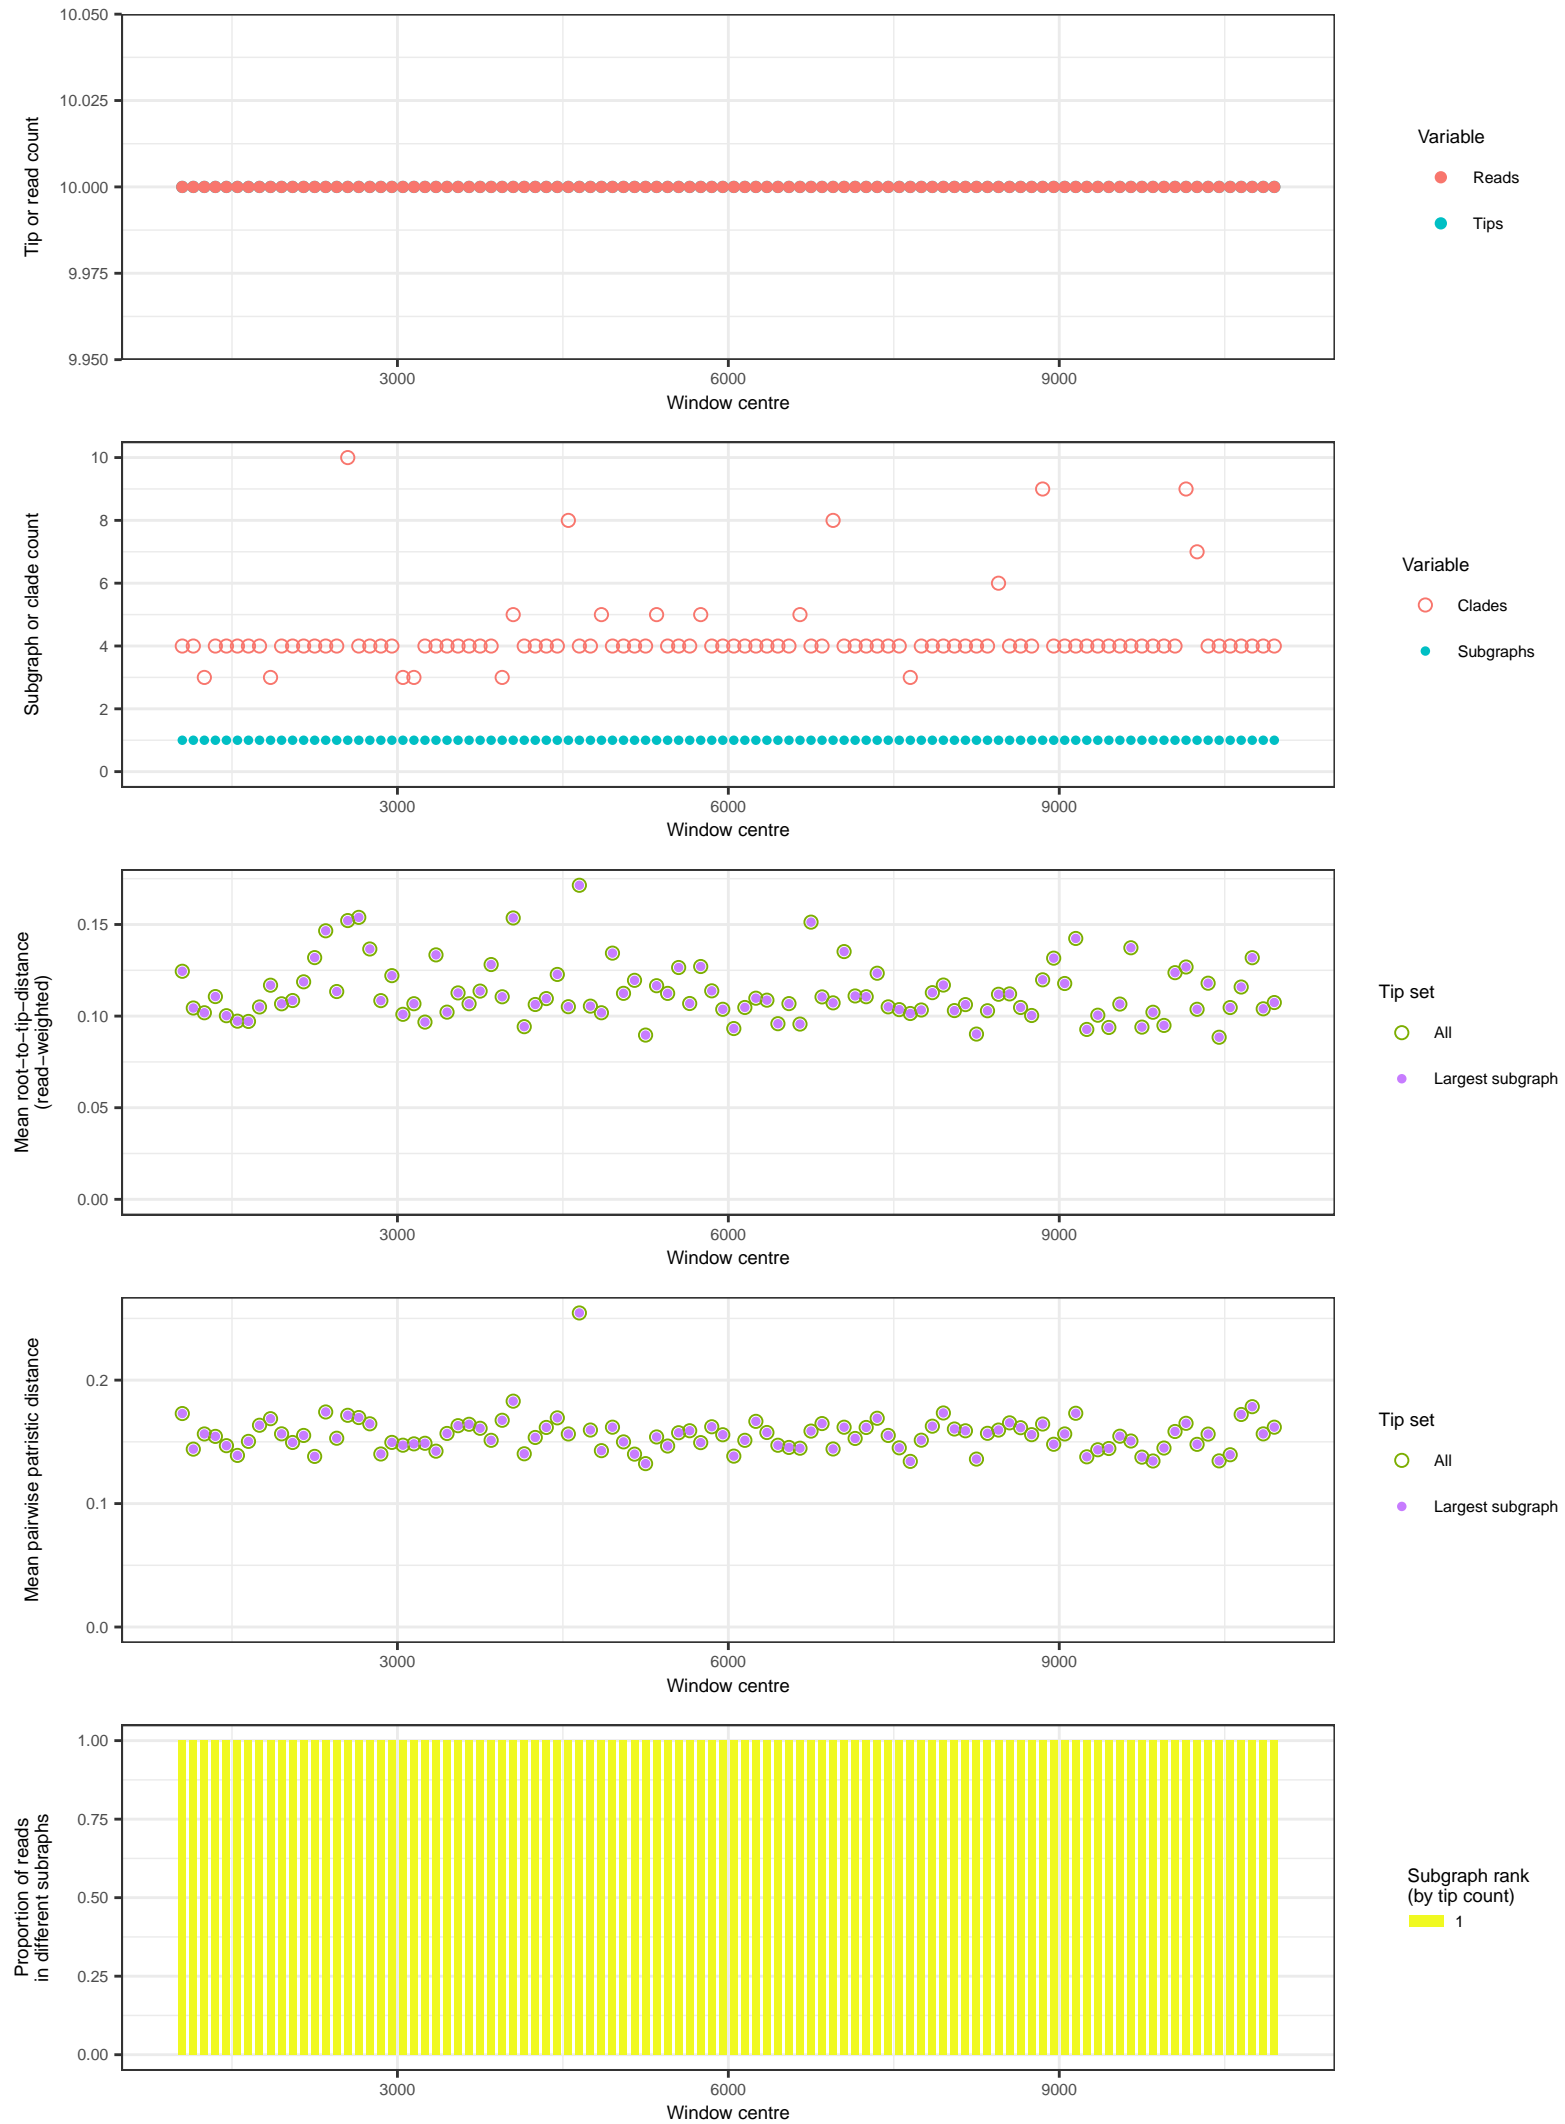 10.050
10.025
10.000
9.975
9.950
Tip or read count
3000
6000
9000
Window centre
Variable
Reads
Tips
10
8
6
4
2
0
Subgraph or clade count
3000
6000
9000
Window centre
Variable
Clades
Subgraphs
0.15
0.10
0.05
0.00
Mean root−to−tip−distance
(read−weighted)
3000
6000
9000
Window centre
Tip set
All
Largest subgraph
0.2
0.1
0.0
Mean pairwise patristic distance
3000
6000
9000
Window centre
Tip set
All
Largest subgraph
1.00
0.75
0.50
0.25
0.00
Proportion of reads
in different subraphs
3000
6000
9000
Window centre
Subgraph rank
(by tip count)
1